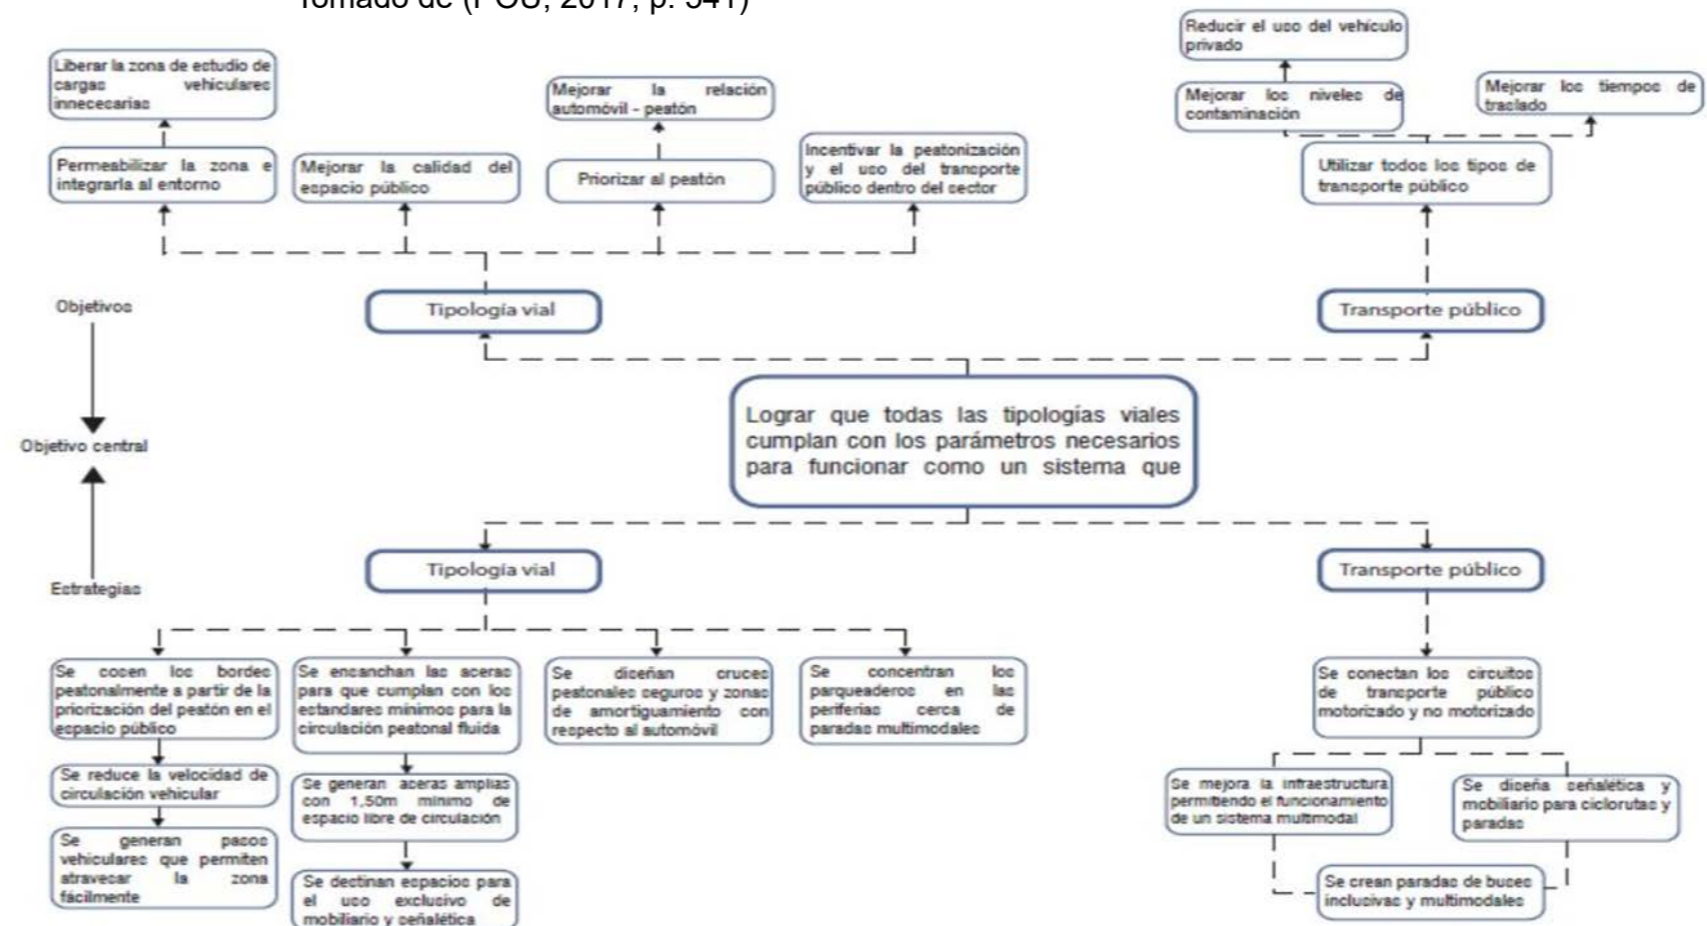 Tomado de (POU, 2017, p. 341)
Reducir el uso del vehículo
privado
Liberar la zona de estudio de
cargas vehiculares
innecesarias
Mejorar la relación
automóvil - peatón
Mejorar los niveles de
contaminación
Mejorar los tiempos de
traslado
Permeabilizar la zona e
integrarla al entorno
Mejorar la calidad del
espacio público
Priorizar al peatón
Incentivar la peatonización
y el uso del transporte
público dentro del sector
Utilizar todos los tipos de
transporte público
Objetivos
Tipología vial
Transporte público
Objetivo central
Lograr que todas las tipologías viales
cumplan con los parámetros necesarios
para funcionar como un sistema que
Estrategias
Tipología vial
Transporte público
Se cosen los bordes
peatonalmente a partir de la
priorización del peatón en el
espacio público
Se ensanchan las aceras
para que cumplan con los
estandares mínimos para la
circulación peatonal fluida
Se diseñan cruces
peatonales seguros y zonas
de amortiguamiento con
respecto al automóvil
Se concentran los
parqueaderos en las
periferias cerca de
paradas multimodales
Se conectan los circuitos
de transporte público
motorizado y no motorizado
Se reduce la velocidad de
circulación vehicular
Se generan aceras amplias
con 1,50m mínimo de
espacio libre de circulación
Se mejora la infraestructura
permitiendo el funcionamiento
de un sistema multimodal
Se diseña señalética y
mobiliario para ciclorutas y
paradas
Se generan pasos
vehiculares que permiten
atravesar la zona
fácilmente
Se destinan espacios para
el uso exclusivo de
mobiliario y señalética
Se crean paradas de buses
inclusivas y multimodales